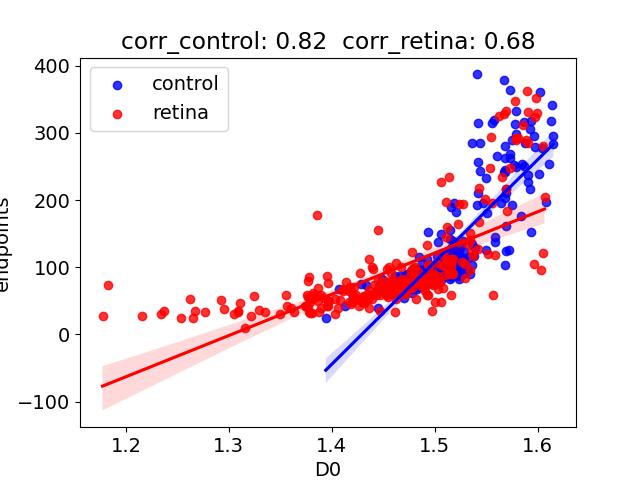 corr_control: 0.82  corr_retina: 0.68
control
retina
400
300
200
100
0
−100
endpoints
1.2 1.3 1.4 1.5 1.6
D0